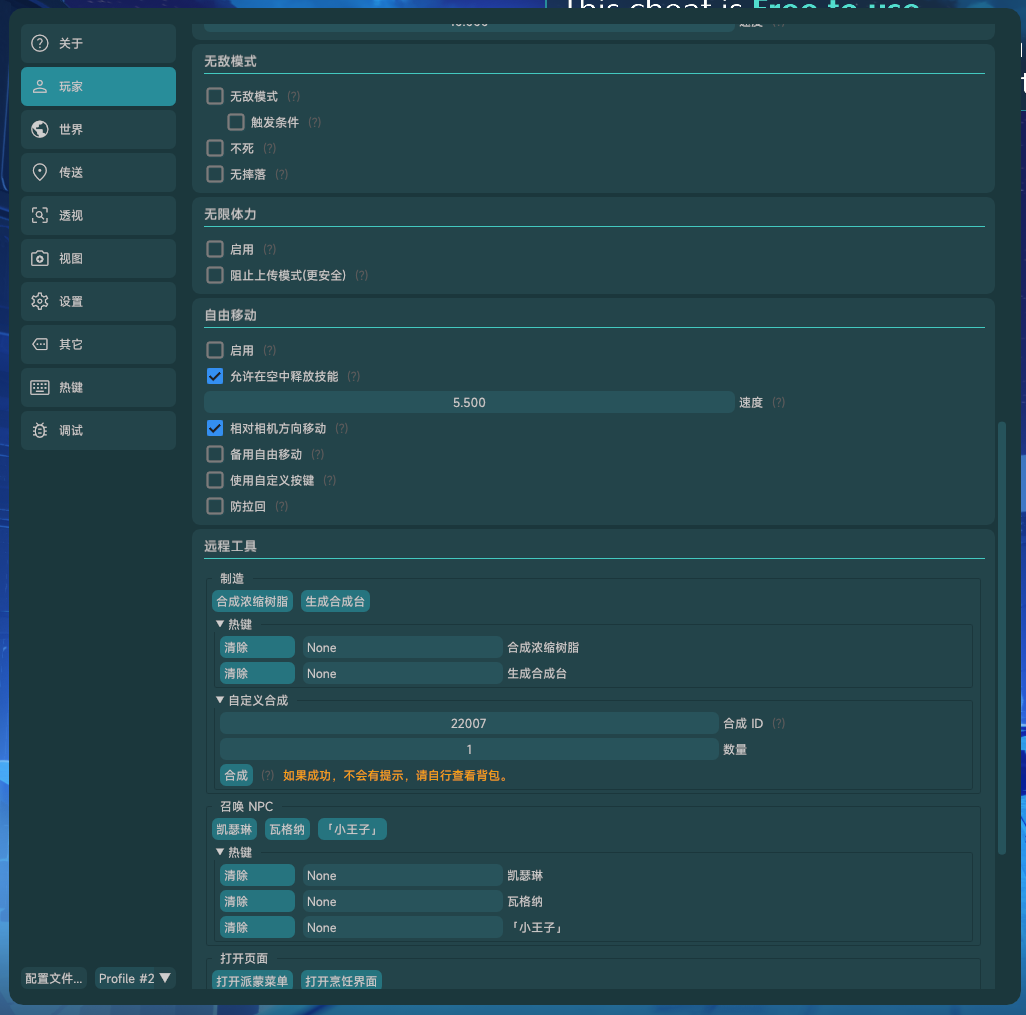 This cheat is Free to use
关于
玩家
世界
传送
透视
视图
设置
其它
热键
调试
配置文件...
Profile #2
速度 (?)
无敌模式
无敌模式 (?)
触发条件 (?)
不死 (?)
无摔落 (?)
无限体力
启用 (?)
阻止上传模式(更安全) (?)
自由移动
启用 (?)
允许在空中释放技能 (?)
5.500 速度 (?)
相对相机方向移动 (?)
备用自由移动 (?)
使用自定义按键 (?)
防拉回 (?)
远程工具
制造
合成浓缩树脂 生成合成台
热键
清除 None 合成浓缩树脂
清除 None 生成合成台
自定义合成
22007 合成 ID (?)
1 数量
合成 (?) 如果成功，不会有提示，请自行查看背包。
召唤 NPC
凯瑟琳 瓦格纳 「小王子」
热键
清除 None 凯瑟琳
清除 None 瓦格纳
清除 None 「小王子」
打开页面
打开派蒙菜单 打开烹饪界面